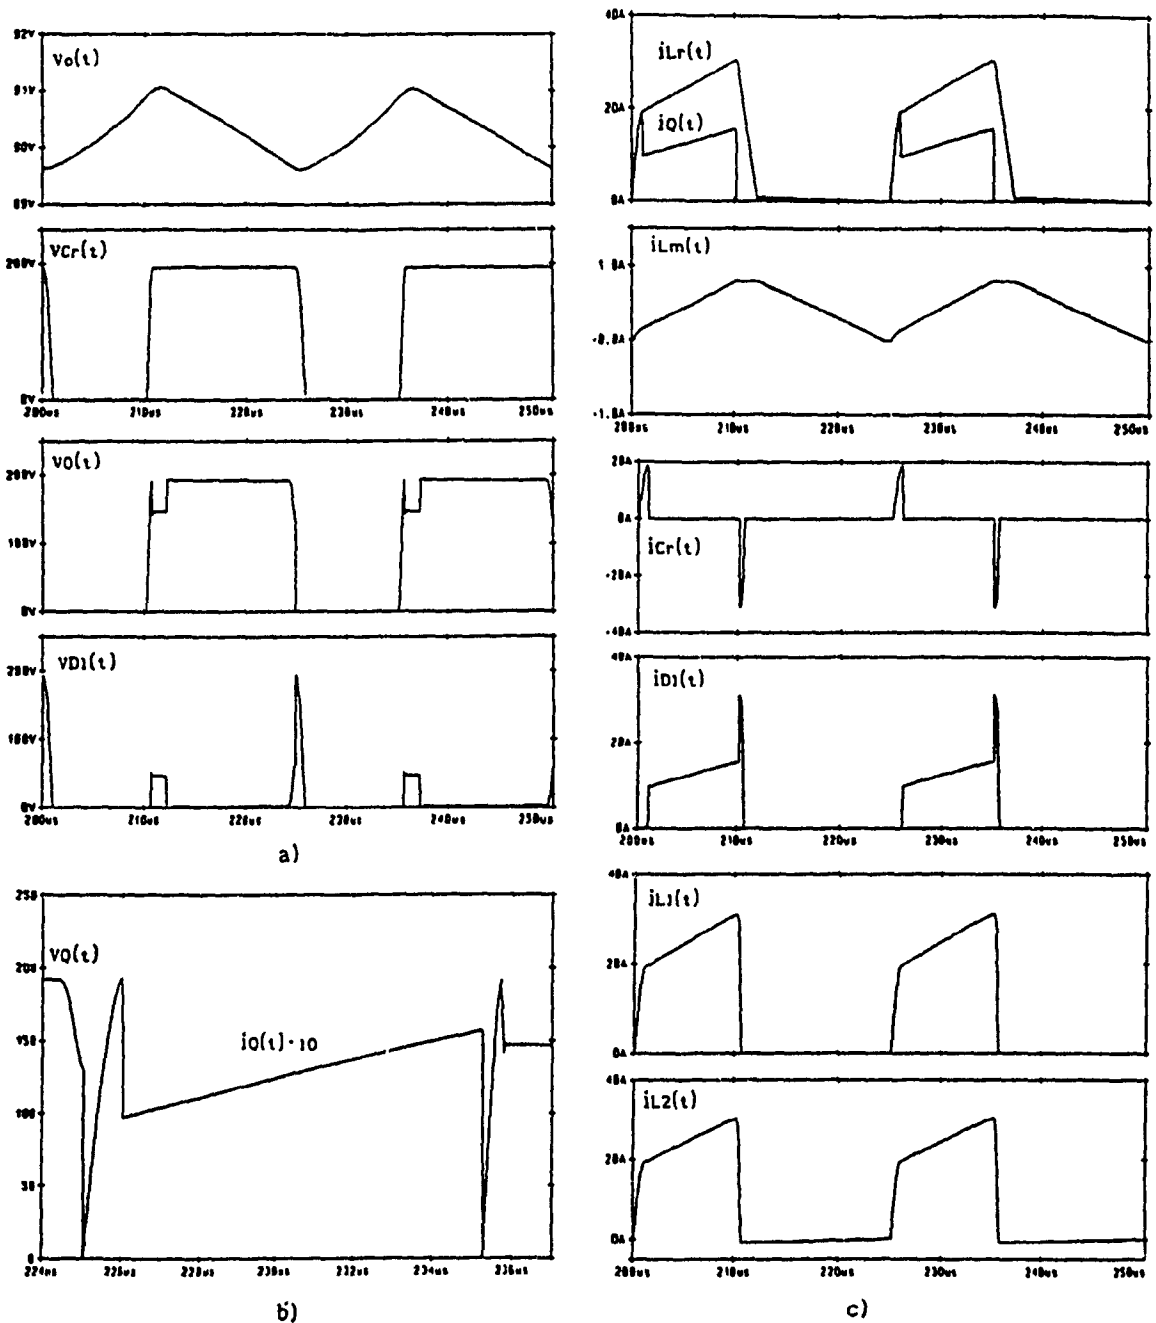 92V
Vo(t)
91V
90V
89V
VCr(t)
200V
0V
200us 210us 220us 230us 240us 250us
VQ(t)
200V
100V
0V
VD1(t)
200V
100V
0V
200us 210us 220us 230us 240us 250us
a)
250
VQ(t)
200
150
iQ(t)·10
100
50
0
224us 226us 228us 230us 232us 234us 236us
b)
40A
iLr(t)
20A
iQ(t)
0A
iLm(t)
1.0A
-0.0A
-1.0A
200us 210us 220us 230us 240us 250us
20A
0A
iCr(t)
-20A
-40A
40A
iD1(t)
20A
0A
200us 210us 220us 230us 240us 250us
40A
iL1(t)
20A
0A
40A
iL2(t)
20A
0A
200us 210us 220us 230us 240us 250us
c)